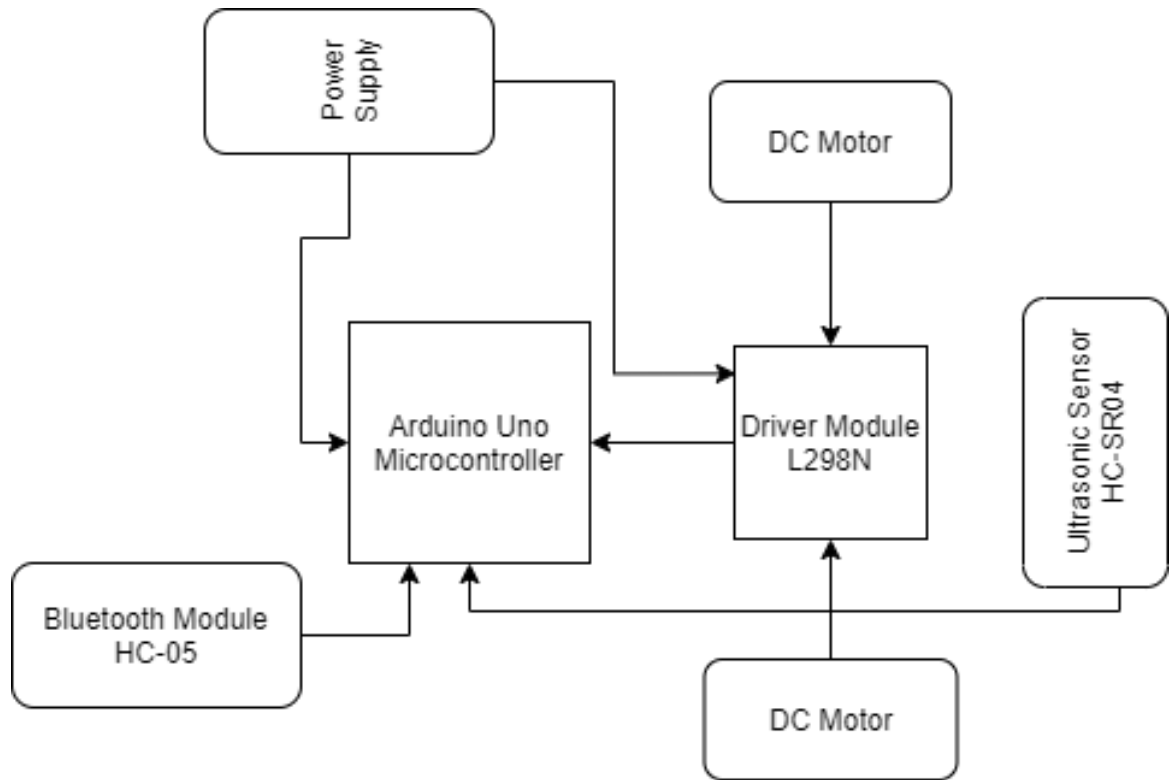 Power
Supply
DC Motor
Arduino Uno
Microcontroller
Driver Module
L298N
Ultrasonic Sensor
HC-SR04
Bluetooth Module
HC-05
DC Motor